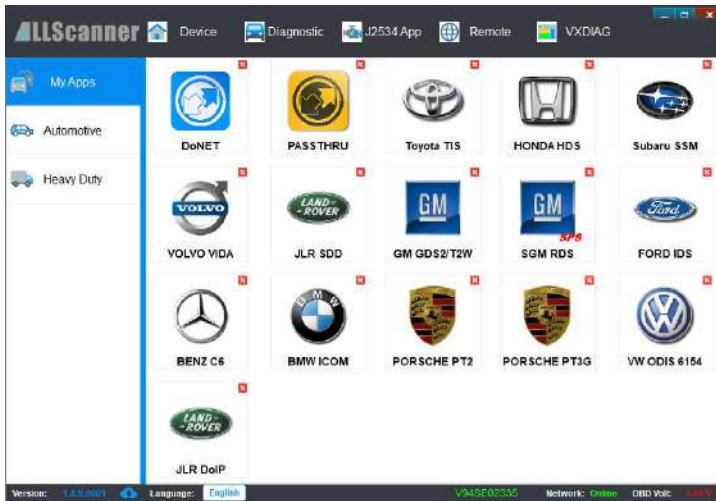 ALLScanner
Device
Diagnostic
J2534 App
Remote
VXDIAG
My Apps
Automotive
Heavy Duty
DoNET
PASSTHRU
Toyota TIS
HONDA HDS
Subaru SSM
VOLVO
VOLVO VIDA
LAND-
-ROVER
JLR SDD
GM
GM GDS2/T2W
GM
SPS
SGM RDS
Ford
FORD IDS
BENZ C6
BMW
BMW ICOM
PORSCHE PT2
PORSCHE PT3G
VW ODIS 6154
LAND-
-ROVER
JLR DoIP
Version:
Language: English
V94SE02335
Network: Online
OBD Volt: